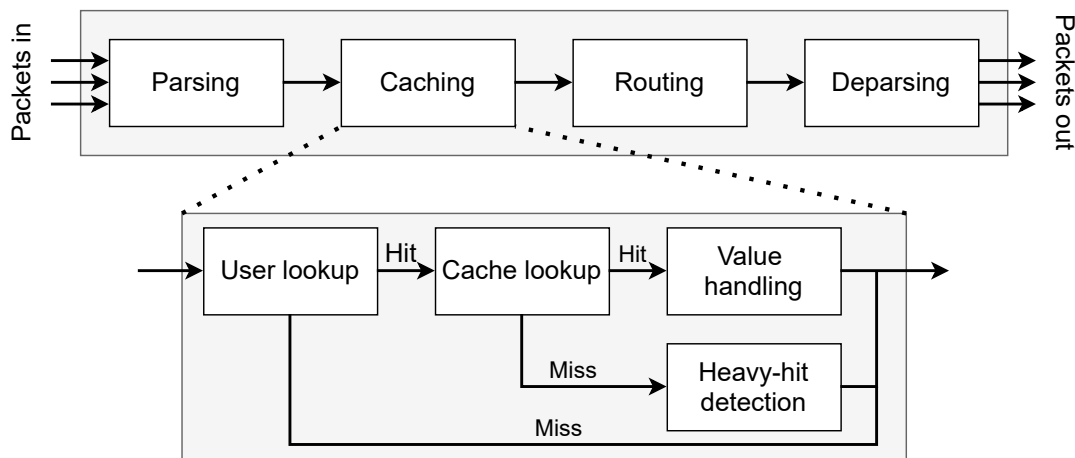 Packets in
Parsing
Caching
Routing
Deparsing
Packets out
User lookup
Hit
Cache lookup
Hit
Value
handling
Miss
Heavy-hit
detection
Miss